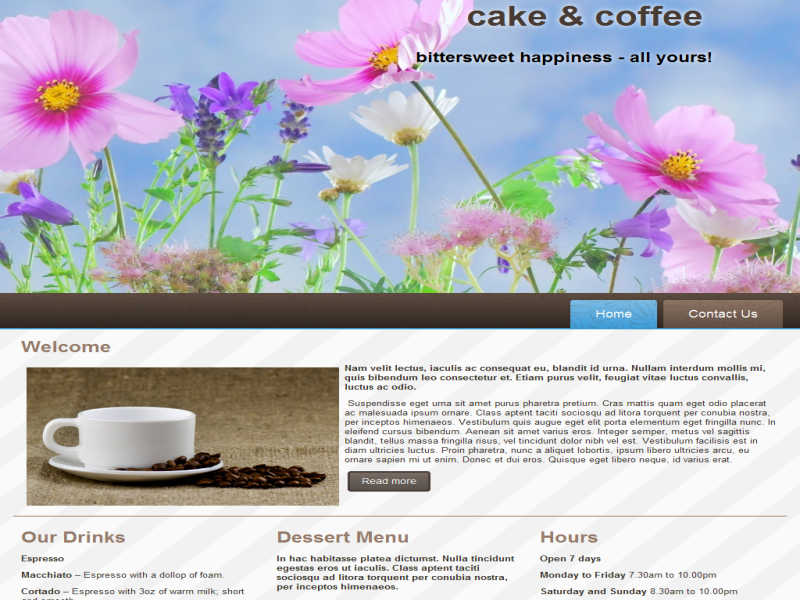 cake & coffee
bittersweet happiness - all yours!
Home
Contact Us
Welcome
Nam velit lectus, iaculis ac consequat eu, blandit id urna. Nullam interdum mollis mi,
quis bibendum leo consectetur et. Etiam purus velit, feugiat vitae luctus convallis,
luctus ac odio.
Suspendisse eget urna sit amet purus pharetra pretium. Cras mattis quam eget odio placerat
ac malesuada ipsum ornare. Class aptent taciti sociosqu ad litora torquent per conubia nostra,
per inceptos himenaeos. Vestibulum quis augue eget elit porta elementum eget fringilla nunc. In
eleifend cursus bibendum. Aenean sit amet varius eros. Integer semper, metus vel sagittis
blandit, tellus massa fringilla risus, vel tincidunt dolor nibh vel est. Vestibulum facilisis est in
diam ultricies luctus. Proin pharetra, nunc a aliquet lobortis, ipsum libero ultricies arcu, eu
ornare sapien mi ut enim. Donec et dui eros. Quisque eget libero neque, id varius erat.
Read more
Our Drinks
Espresso
Macchiato – Espresso with a dollop of foam.
Cortado – Espresso with 3oz of warm milk; short
and smooth.
Dessert Menu
In hac habitasse platea dictumst. Nulla tincidunt
egestas eros ut iaculis. Class aptent taciti
sociosqu ad litora torquent per conubia nostra,
per inceptos himenaeos.
Hours
Open 7 days
Monday to Friday 7.30am to 10.00pm
Saturday and Sunday 8.30am to 10.00pm